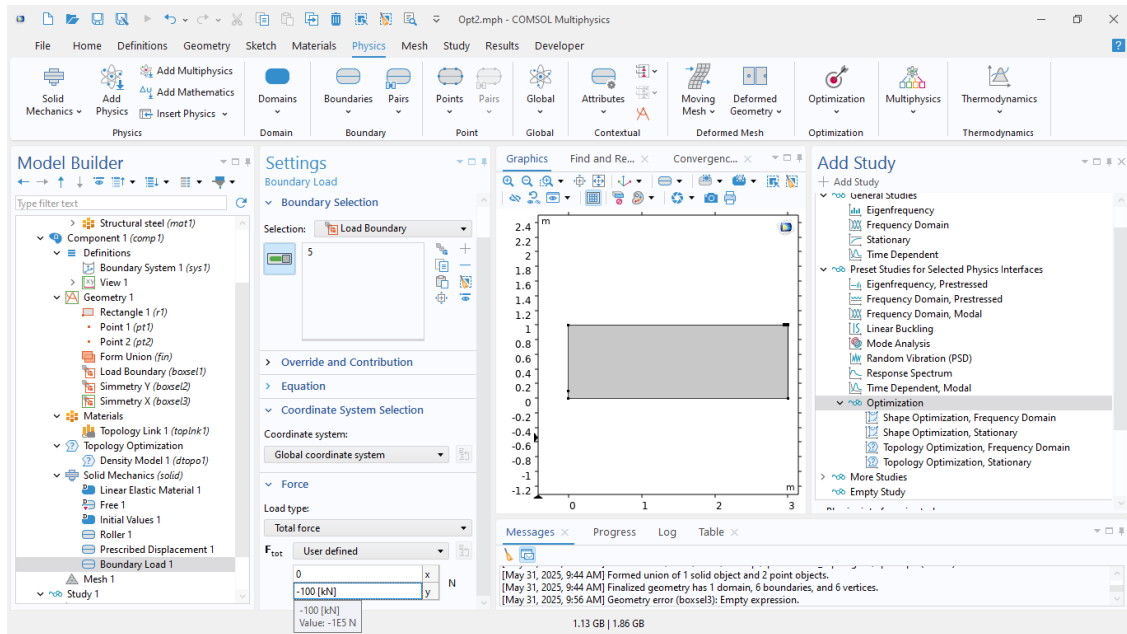 Opt2.mph - COMSOL Multiphysics
File Home Definitions Geometry Sketch Materials Physics Mesh Study Results Developer
?
Solid Mechanics
Add Physics
Add Multiphysics
Add Mathematics
Insert Physics
Physics
Domains
Domain
Boundaries
Pairs
Boundary
Points
Pairs
Point
Global
Global
Attributes
Contextual
Moving Mesh
Deformed Geometry
Deformed Mesh
Optimization
Optimization
Multiphysics
Thermodynamics
Thermodynamics
Model Builder
Type filter text
Structural steel (mat1)
Component 1 (comp1)
Definitions
Boundary System 1 (sys1)
View 1
Geometry 1
Rectangle 1 (r1)
Point 1 (pt1)
Point 2 (pt2)
Form Union (fin)
Load Boundary (boxsel1)
Simmetry Y (boxsel2)
Simmetry X (boxsel3)
Materials
Topology Link 1 (toplnk1)
Topology Optimization
Density Model 1 (dtopo1)
Solid Mechanics (solid)
Linear Elastic Material 1
Free 1
Initial Values 1
Roller 1
Prescribed Displacement 1
Boundary Load 1
Mesh 1
Study 1
Settings
Boundary Load
Boundary Selection
Selection: Load Boundary
5
Override and Contribution
Equation
Coordinate System Selection
Coordinate system:
Global coordinate system
Force
Load type:
Total force
Ftot User defined
0 x
-100 [kN] y
N
-100 [kN]
Value: -1E5 N
Graphics Find and Re... Convergenc...
m
2.4
2.2
2
1.8
1.6
1.4
1.2
1
0.8
0.6
0.4
0.2
0
-0.2
-0.4
-0.6
-0.8
-1
-1.2
m
0 1 2 3
Messages Progress Log Table
[May 31, 2025, 9:44 AM] Formed union of 1 solid object and 2 point objects.
[May 31, 2025, 9:44 AM] Finalized geometry has 1 domain, 6 boundaries, and 6 vertices.
[May 31, 2025, 9:56 AM] Geometry error (boxsel3): Empty expression.
Add Study
Add Study
General Studies
Eigenfrequency
Frequency Domain
Stationary
Time Dependent
Preset Studies for Selected Physics Interfaces
Eigenfrequency, Prestressed
Frequency Domain, Prestressed
Frequency Domain, Modal
Linear Buckling
Mode Analysis
Random Vibration (PSD)
Response Spectrum
Time Dependent, Modal
Optimization
Shape Optimization, Frequency Domain
Shape Optimization, Stationary
Topology Optimization, Frequency Domain
Topology Optimization, Stationary
More Studies
Empty Study
1.13 GB | 1.86 GB